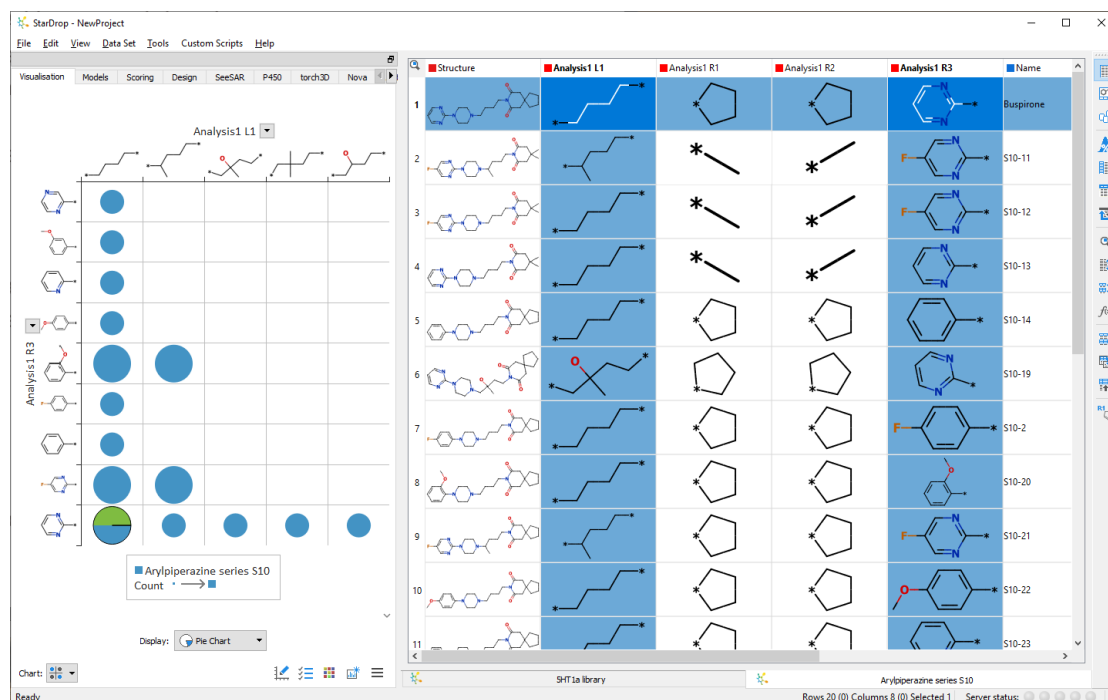 StarDrop - NewProject
File Edit View Data Set Tools Custom Scripts Help
Visualisation Models Scoring Design SeeSAR P450 torch3D Nova
Analysis1 L1
Analysis1 R3
Arylpiperazine series S10
Count
Display: Pie Chart
Chart:
Structure Analysis1 L1 Analysis1 R1 Analysis1 R2 Analysis1 R3 Name
1 Buspirone
2 S10-11
3 S10-12
4 S10-13
5 S10-14
6 S10-19
7 S10-2
8 S10-20
9 S10-21
10 S10-22
11 S10-23
5HT1a library Arylpiperazine series S10
Ready Rows 20 (0) Columns 8 (0) Selected 1 Server status: